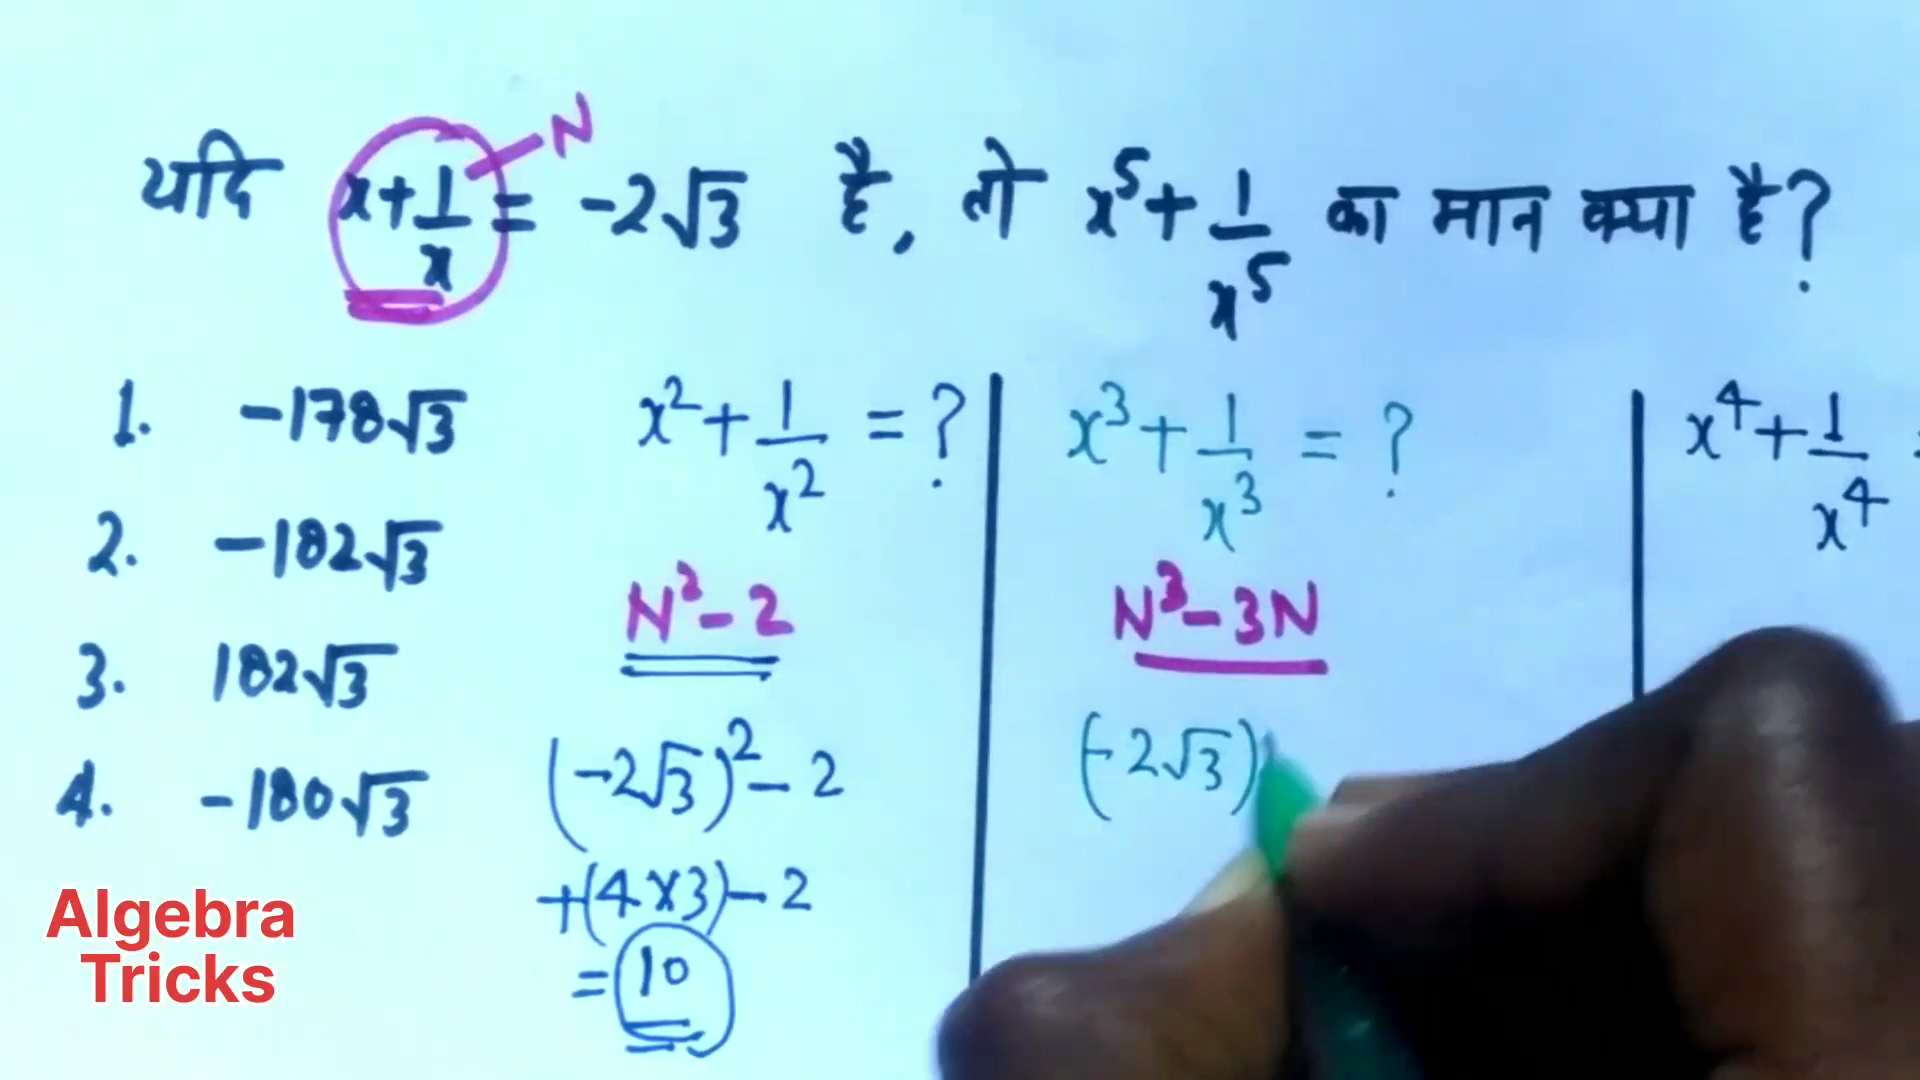 यदि x+1/x = -2√3 है, तो x⁵+1/x⁵ का मान क्या है?
N
1. -178√3
2. -182√3
3. 182√3
4. -180√3
x²+1/x² = ?
N²-2
(-2√3)²-2
+(4×3)-2
=10
x³+1/x³ = ?
N³-3N
(-2√3)
x⁴+1/x⁴
Algebra
Tricks